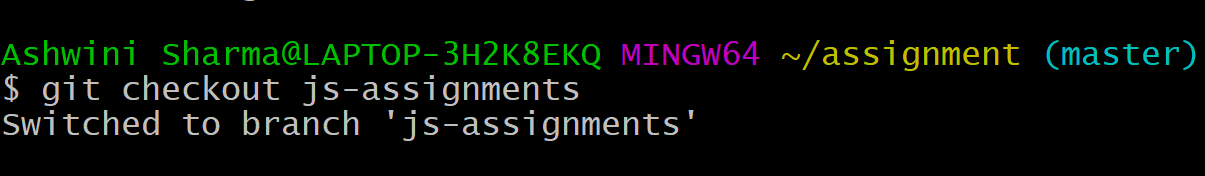 Ashwini Sharma@LAPTOP-3H2K8EKQ MINGW64 ~/assignment (master)
$ git checkout js-assignments
Switched to branch 'js-assignments'